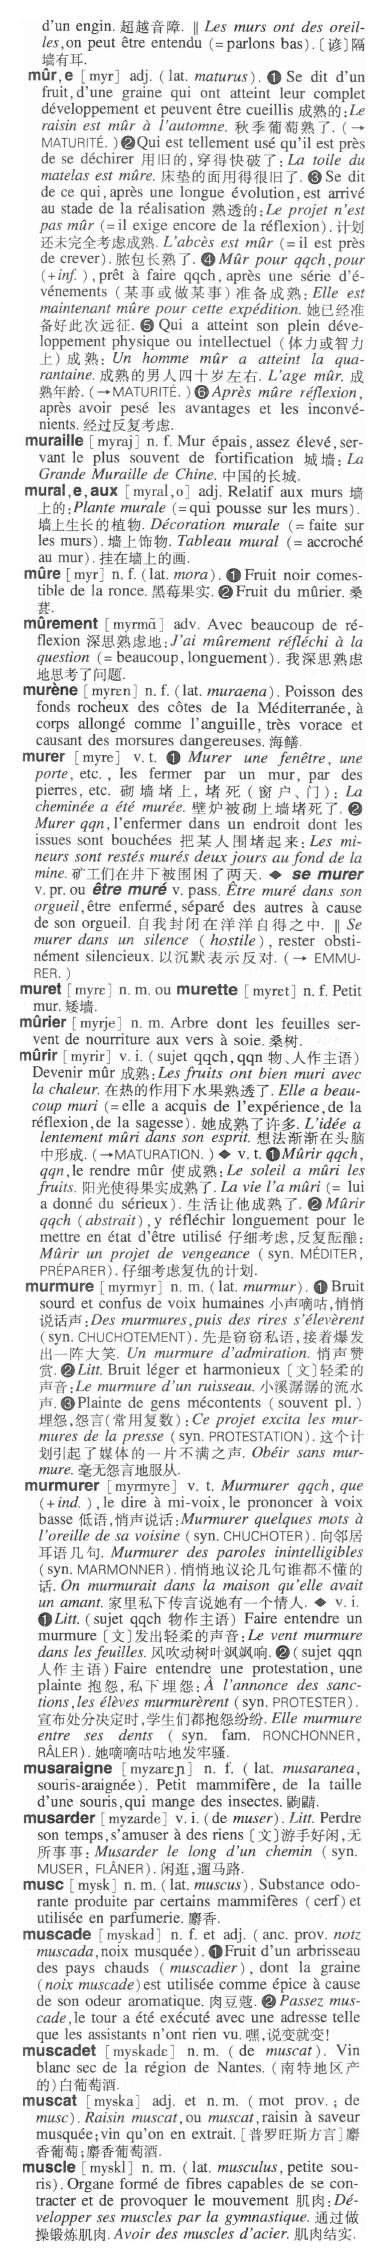 d'un engin. 超越音障. ‖ Les murs ont des oreil-
les, on peut être entendu (= parlons bas). 〔谚〕隔
墙有耳.
mûr, e [myr] adj. (lat. maturus). ❶ Se dit d'un
fruit, d'une graine qui ont atteint leur complet
développement et peuvent être cueillis 成熟的: Le
raisin est mûr à l'automne. 秋季葡萄熟了. (→
MATURITÉ. ) ❷ Qui est tellement usé qu'il est près
de se déchirer 用旧的, 穿得快破了: La toile du
matelas est mûre. 床垫的面用得很旧了. ❸ Se dit
de ce qui, après une longue évolution, est arrivé
au stade de la réalisation 熟透的: Le projet n'est
pas mûr (= il exige encore de la réflexion). 计划
还未完全考虑成熟. L'abcès est mûr (= il est près
de crever). 脓包长熟了. ❹ Mûr pour qqch, pour
(+ inf. ), prêt à faire qqch, après une série d'é-
vénements (某事或做某事) 准备成熟: Elle est
maintenant mûre pour cette expédition. 她已经准
备好此次远征. ❺ Qui a atteint son plein déve-
loppement physique ou intellectuel (体力或智力
上) 成熟: Un homme mûr a atteint la qua-
rantaine. 成熟的男人四十岁左右. L'age mûr. 成
熟年龄. (→MATURITÉ. ) ❻ Après mûre réflexion,
après avoir pesé les avantages et les inconvé-
nients. 经过反复考虑.
muraille [myraj] n. f. Mur épais, assez élevé, ser-
vant le plus souvent de fortification 城墙: La
Grande Muraille de Chine. 中国的长城.
mural, e, aux [myral, o] adj. Relatif aux murs 墙
上的: Plante murale (= qui pousse sur les murs).
墙上生长的植物. Décoration murale (= faite sur
les murs). 墙上饰物. Tableau mural (= accroché
au mur). 挂在墙上的画.
mûre [myr] n. f. (lat. mora). ❶ Fruit noir comes-
tible de la ronce. 黑莓果实. ❷ Fruit du mûrier. 桑
葚.
mûrement [myrmɑ̃] adv. Avec beaucoup de ré-
flexion 深思熟虑地: J'ai mûrement réfléchi à la
question (= beaucoup, longuement). 我深思熟虑
地思考了问题.
murène [myrɛn] n. f. (lat. muraena). Poisson des
fonds rocheux des côtes de la Méditerranée, à
corps allongé comme l'anguille, très vorace et
causant des morsures dangereuses. 海鳝.
murer [myre] v. t. ❶ Murer une fenêtre, une
porte, etc. , les fermer par un mur, par des
pierres, etc. 砌墙堵上, 堵死 (窗户、门): La
cheminée a été murée. 壁炉被砌上墙堵死了. ❷
Murer qqn, l'enfermer dans un endroit dont les
issues sont bouchées 把某人围堵起来: Les mi-
neurs sont restés murés deux jours au fond de la
mine. 矿工们在井下被围困了两天. ◆ se murer
v. pr. ou être muré v. pass. Être muré dans son
orgueil, être enfermé, séparé des autres à cause
de son orgueil. 自我封闭在洋洋自得之中. ‖ Se
murer dans un silence (hostile), rester obsti-
nément silencieux. 以沉默表示反对. (→ EMMU-
RER. )
muret [myrɛ] n. m. ou murette [myrɛt] n. f. Petit
mur. 矮墙.
mûrier [myrje] n. m. Arbre dont les feuilles ser-
vent de nourriture aux vers à soie. 桑树.
mûrir [myrir] v. i. (sujet qqch, qqn 物、人作主语)
Devenir mûr 成熟: Les fruits ont bien muri avec
la chaleur. 在热的作用下水果熟透了. Elle a beau-
coup muri (= elle a acquis de l'expérience, de la
réflexion, de la sagesse). 她成熟了许多. L'idée a
lentement mûri dans son esprit. 想法渐渐在头脑
中形成. (→MATURATION. ) ◆ v. t. ❶ Mûrir qqch,
qqn, le rendre mûr 使成熟: Le soleil a mûri les
fruits. 阳光使得果实成熟了. La vie l'a mûri (= lui
a donné du sérieux). 生活让他成熟了. ❷ Mûrir
qqch (abstrait), y réfléchir longuement pour le
mettre en état d'être utilisé 仔细考虑, 反复酝酿:
Mûrir un projet de vengeance (syn. MÉDITER,
PRÉPARER). 仔细考虑复仇的计划.
murmure [myrmyr] n. m. (lat. murmur). ❶ Bruit
sourd et confus de voix humaines 小声嘀咕, 悄悄
说话声: Des murmures, puis des rires s'élevèrent
(syn. CHUCHOTEMENT). 先是窃窃私语, 接着爆发
出一阵大笑. Un murmure d'admiration. 悄声赞
赏. ❷ Litt. Bruit léger et harmonieux 〔文〕轻柔的
声音: Le murmure d'un ruisseau. 小溪潺潺的流水
声. ❸ Plainte de gens mécontents (souvent pl.)
埋怨, 怨言 (常用复数): Ce projet excita les mur-
mures de la presse (syn. PROTESTATION). 这个计
划引起了媒体的一片不满之声. Obéir sans mur-
mure. 毫无怨言地服从.
murmurer [myrmyre] v. t. Murmurer qqch, que
(+ ind. ), le dire à mi-voix, le prononcer à voix
basse 低语, 悄声说话: Murmurer quelques mots à
l'oreille de sa voisine (syn. CHUCHOTER). 向邻居
耳语几句. Murmurer des paroles inintelligibles
(syn. MARMONNER). 悄悄地议论几句谁都不懂的
话. On murmurait dans la maison qu'elle avait
un amant. 家里私下传言说她有一个情人. ◆ v. i.
❶ Litt. (sujet qqch 物作主语) Faire entendre un
murmure 〔文〕发出轻柔的声音: Le vent murmure
dans les feuilles. 风吹动树叶飒飒响. ❷ (sujet qqn
人作主语) Faire entendre une protestation, une
plainte 抱怨, 私下埋怨: À l'annonce des sanc-
tions, les élèves murmurèrent (syn. PROTESTER).
宣布处分决定时, 学生们都抱怨纷纷. Elle murmure
entre ses dents (syn. fam. RONCHONNER,
RÂLER). 她嘀嘀咕咕地发牢骚.
musaraigne [myzarɛɲ] n. f. (lat. musaranea,
souris-araignée). Petit mammifère, de la taille
d'une souris, qui mange des insectes. 鼩鼱.
musarder [myzarde] v. i. (de muser). Litt. Perdre
son temps, s'amuser à des riens 〔文〕游手好闲, 无
所事事: Musarder le long d'un chemin (syn.
MUSER, FLÂNER). 闲逛, 遛马路.
musc [mysk] n. m. (lat. muscus). Substance odo-
rante produite par certains mammifères (cerf) et
utilisée en parfumerie. 麝香.
muscade [myskad] n. f. et adj. (anc. prov. notz
muscada, noix musquée). ❶ Fruit d'un arbrisseau
des pays chauds (muscadier), dont la graine
(noix muscade) est utilisée comme épice à cause
de son odeur aromatique. 肉豆蔻. ❷ Passez mus-
cade, le tour a été exécuté avec une adresse telle
que les assistants n'ont rien vu. 嘿, 说变就变!
muscadet [myskadɛ] n. m. (de muscat). Vin
blanc sec de la région de Nantes. (南特地区产
的) 白葡萄酒.
muscat [myska] adj. et n. m. (mot prov. ; de
musc). Raisin muscat, ou muscat, raisin à saveur
musquée; vin qu'on en extrait. [普罗旺斯方言] 麝
香葡萄; 麝香葡萄酒.
muscle [myskl] n. m. (lat. musculus, petite sou-
ris). Organe formé de fibres capables de se con-
tracter et de provoquer le mouvement 肌肉: Dé-
velopper ses muscles par la gymnastique. 通过做
操锻炼肌肉. Avoir des muscles d'acier. 肌肉结实.